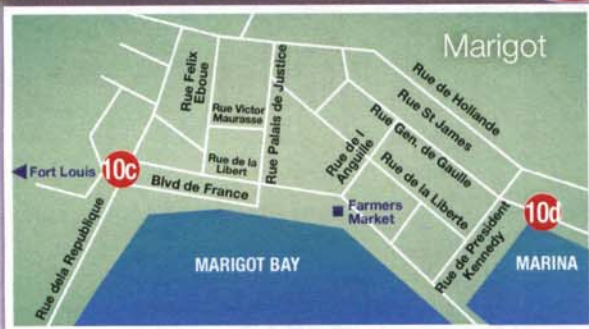 Marigot
Rue de Hollande
Rue St James
Rue Gen. de Gaulle
Rue Felix
Eboue
Rue Victor
Maurasse
Rue Palais de Justice
Rue de l
Anguille
Rue de la Liberte
Rue de la
Libert
Fort Louis
10c
Blvd de France
Farmers
Market
10d
Rue dela Republique
MARIGOT BAY
Rue de President
Kennedy
MARINA